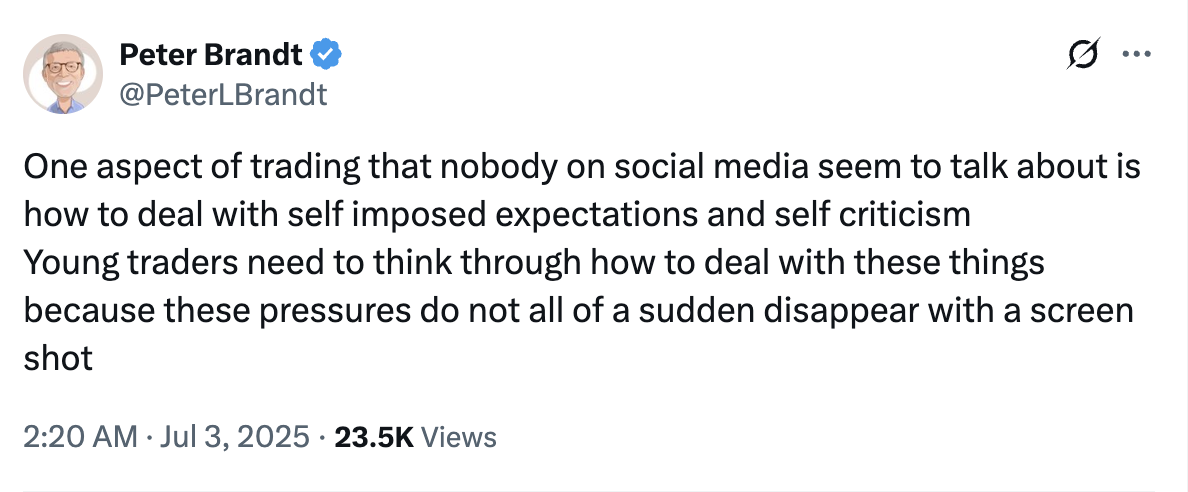 Peter Brandt
@PeterLBrandt
One aspect of trading that nobody on social media seem to talk about is
how to deal with self imposed expectations and self criticism
Young traders need to think through how to deal with these things
because these pressures do not all of a sudden disappear with a screen
shot
2:20 AM · Jul 3, 2025 · 23.5K Views